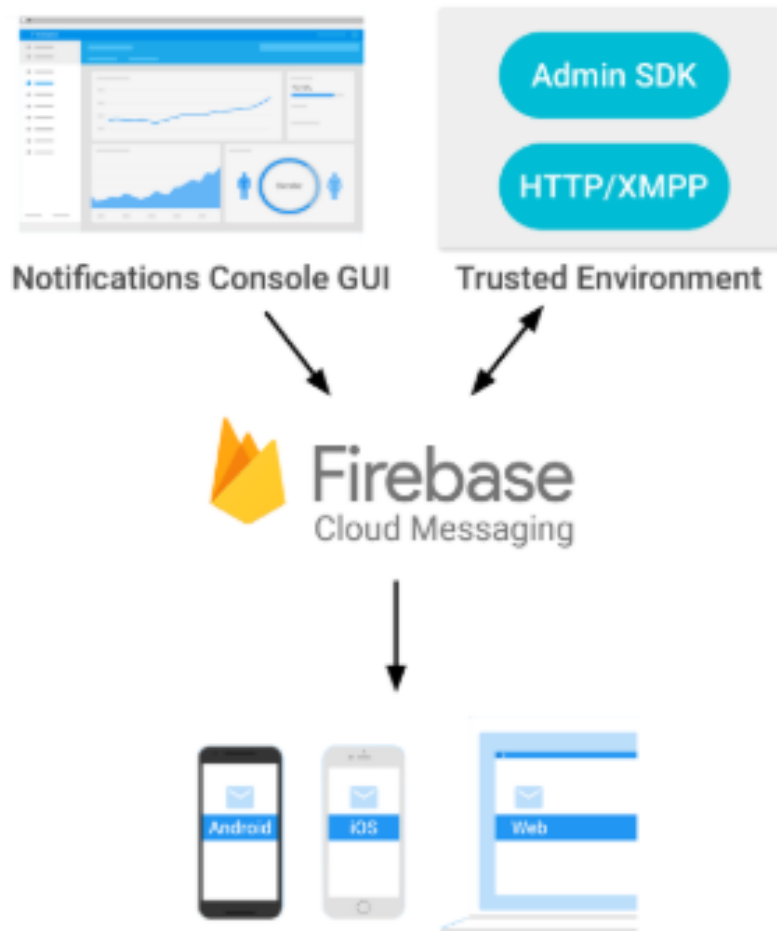 Admin SDK
HTTP/XMPP
Notifications Console GUI
Trusted Environment
Firebase
Cloud Messaging
Android
iOS
Web